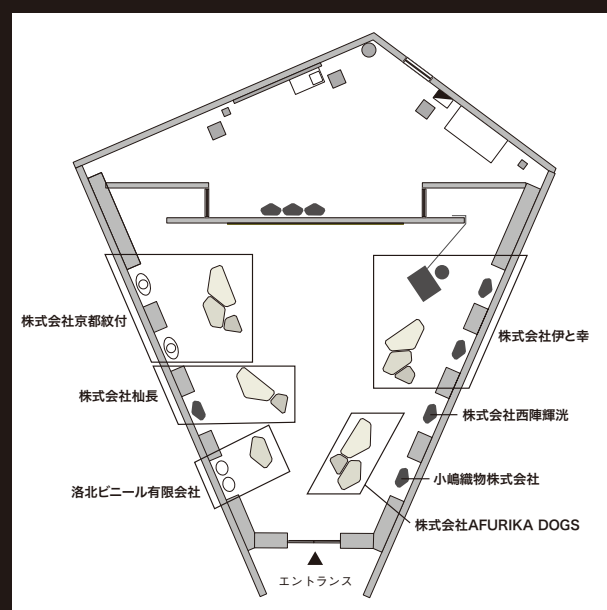 株式会社京都紋付
株式会社伊と幸
株式会社杣長
株式会社西陣輝洸
小嶋織物株式会社
洛北ビニール有限会社
株式会社AFURIKA DOGS
エントランス